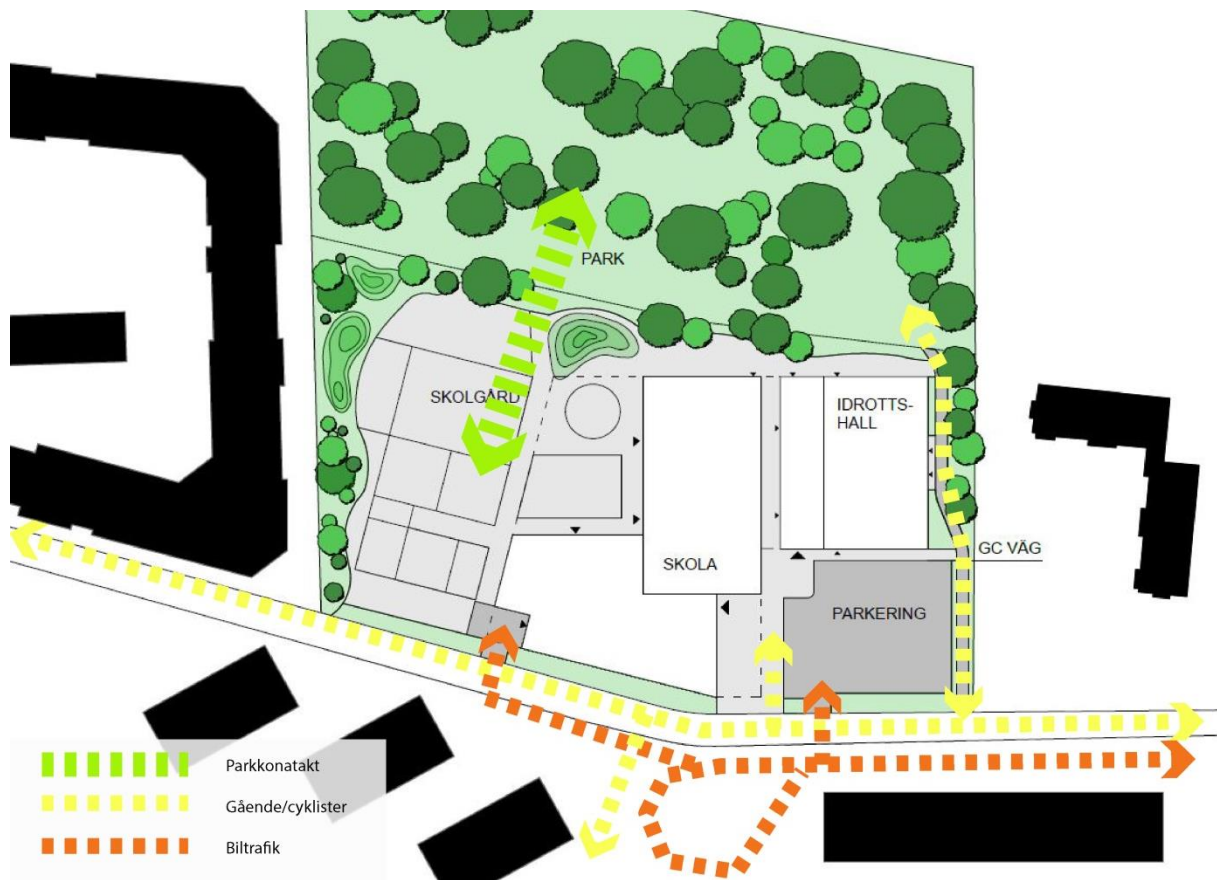 PARK
SKOLGÅRD
IDROTTS-
HALL
GC VÄG
SKOLA
PARKERING
Parkkonatakt
Gående/cyklister
Biltrafik